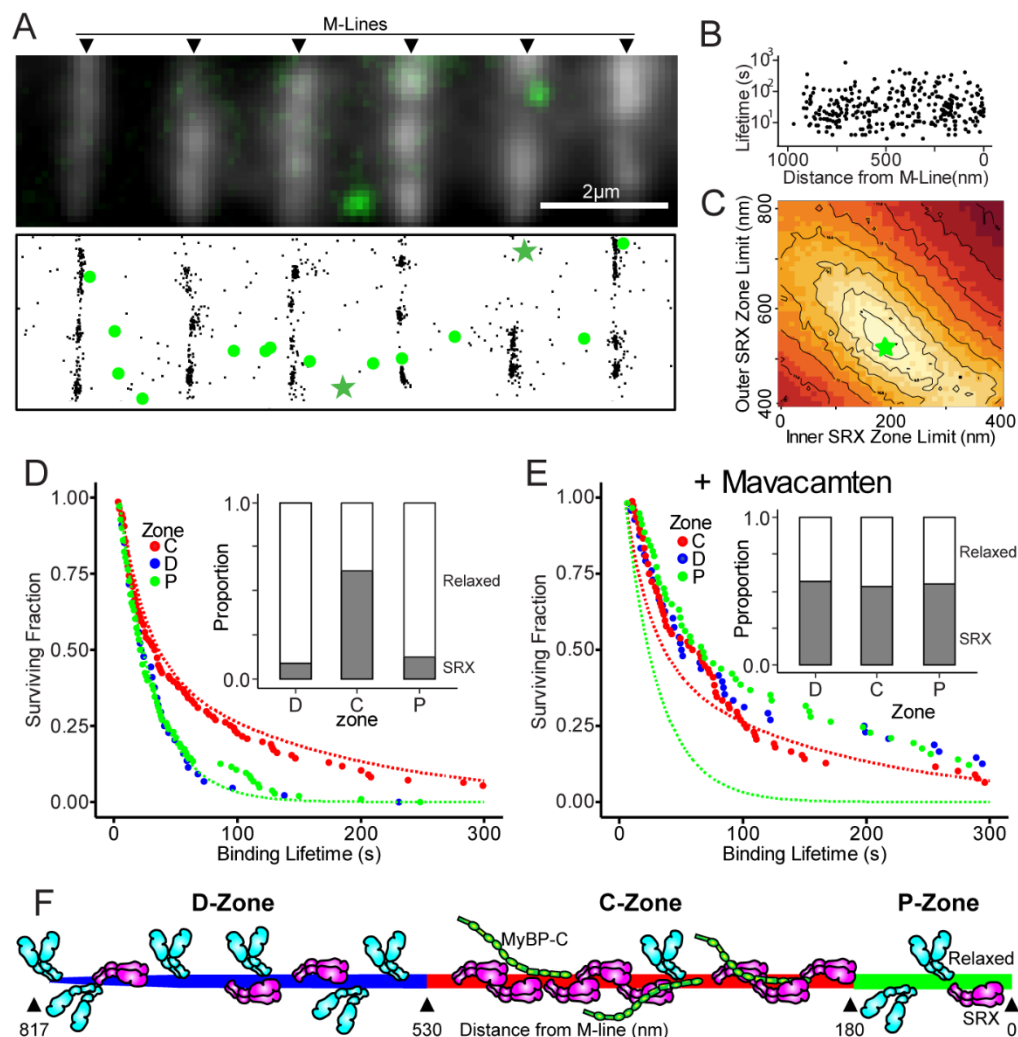 A
M-Lines
2µm
B
Lifetime (s)
10³
10²
10¹
1000 500 0
Distance from M-Line(nm)
C
Outer SRX Zone Limit (nm)
800
600
400
0 200 400
Inner SRX Zone Limit (nm)
D
Surviving Fraction
1.00
0.75
0.50
0.25
0.00
0 100 200 300
Binding Lifetime (s)
Zone
C
D
P
Proportion
1.0
0.0
Relaxed
SRX
D C P
zone
E
+ Mavacamten
Surviving Fraction
1.00
0.75
0.50
0.25
0.00
0 100 200 300
Binding Lifetime (s)
Zone
C
D
P
Pproportion
1.0
0.0
Relaxed
SRX
D C P
Zone
F
D-Zone C-Zone P-Zone
MyBP-C
Relaxed
SRX
817 530 Distance from M-line (nm) 180 0